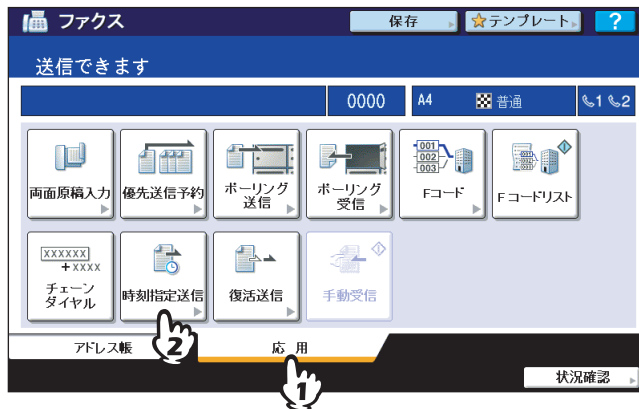 ファクス
保存
テンプレート
?
送信できます
0000
A4
普通
1
2
両面原稿入力
優先送信予約
ポーリング
送信
ポーリング
受信
001
002
003
Fコード
Fコードリスト
XXXXXX
+XXXX
チェーン
ダイヤル
時刻指定送信
復活送信
手動受信
アドレス帳
2
応 用
1
状況確認